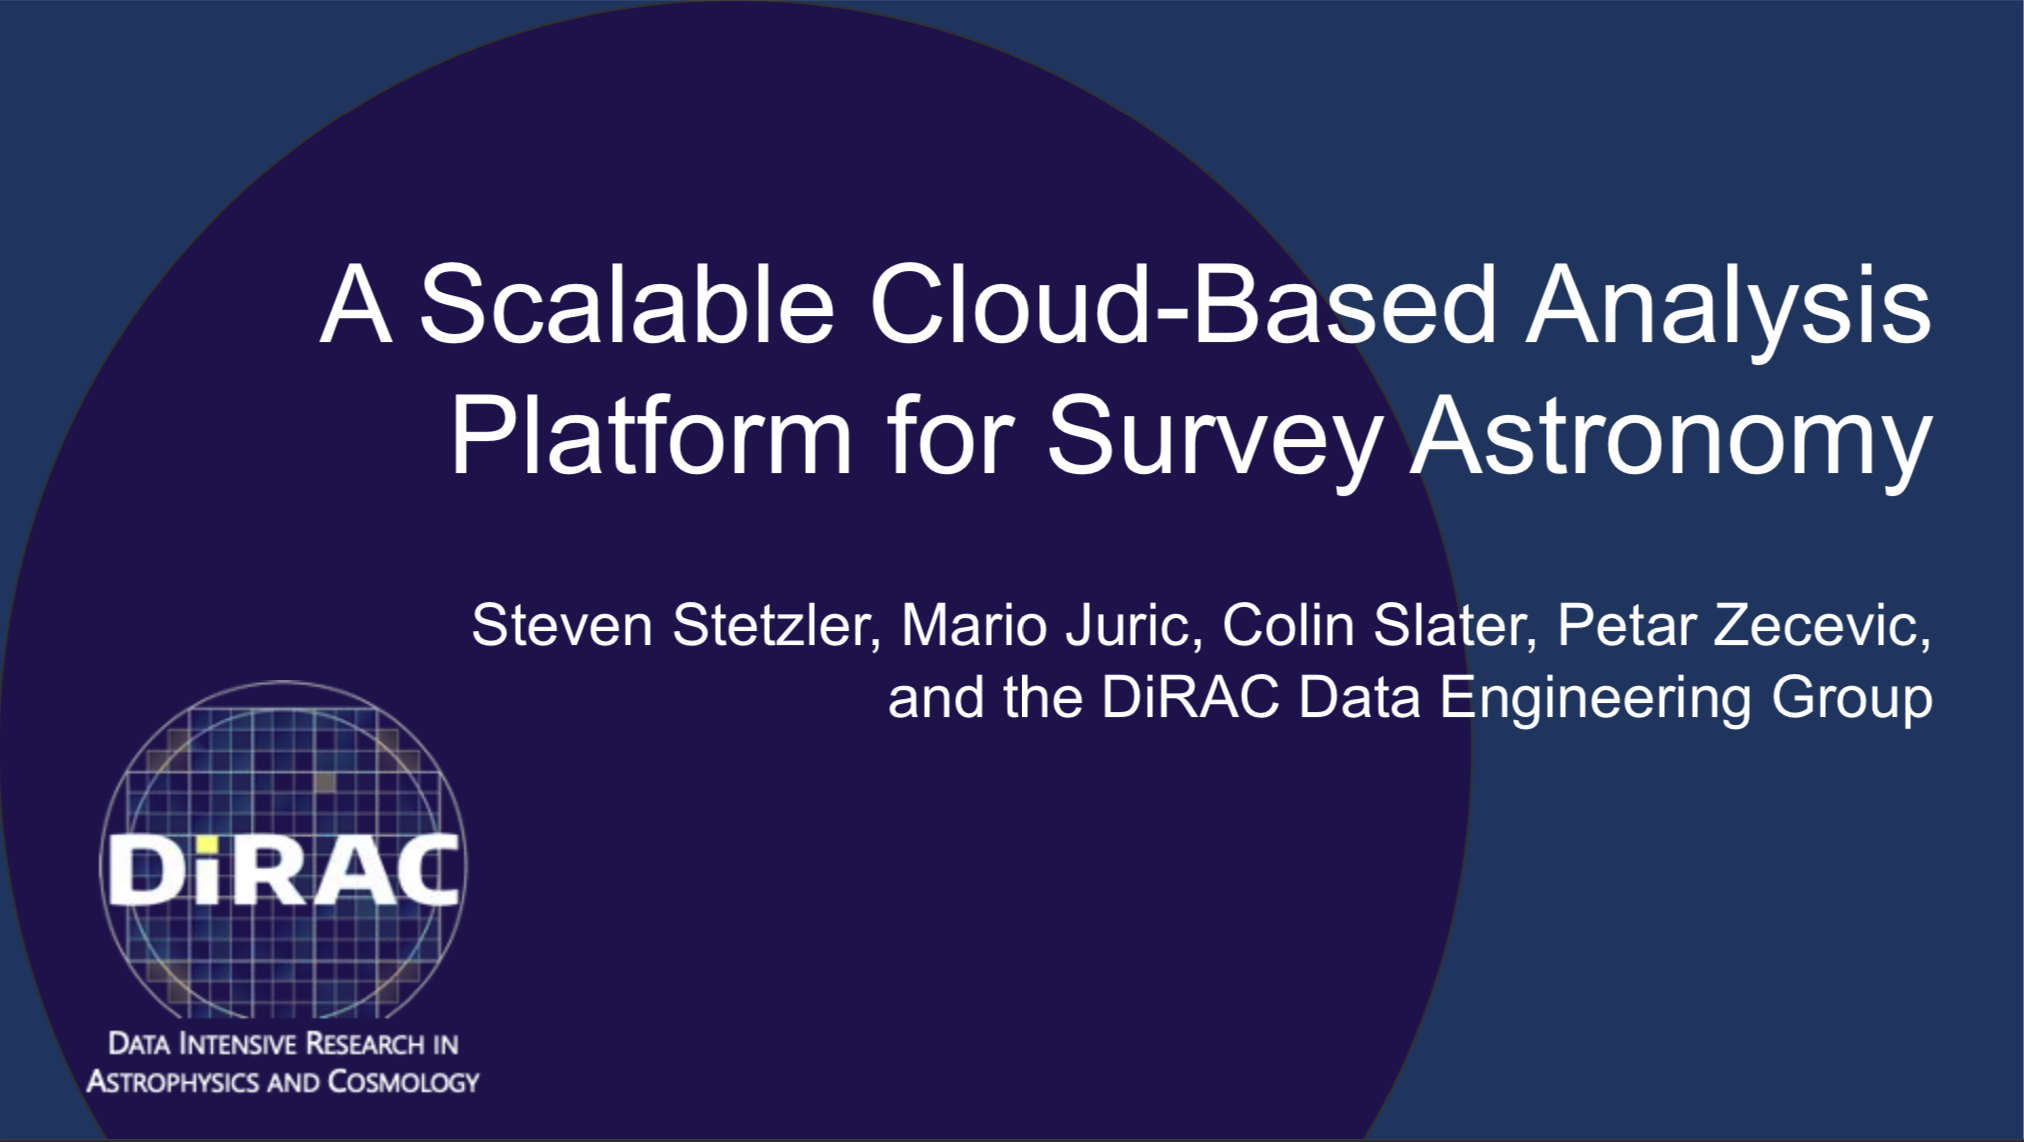 A Scalable Cloud-Based Analysis
Platform for Survey Astronomy
Steven Stetzler, Mario Juric, Colin Slater, Petar Zecevic,
and the DiRAC Data Engineering Group
DiRAC
DATA INTENSIVE RESEARCH IN
ASTROPHYSICS AND COSMOLOGY